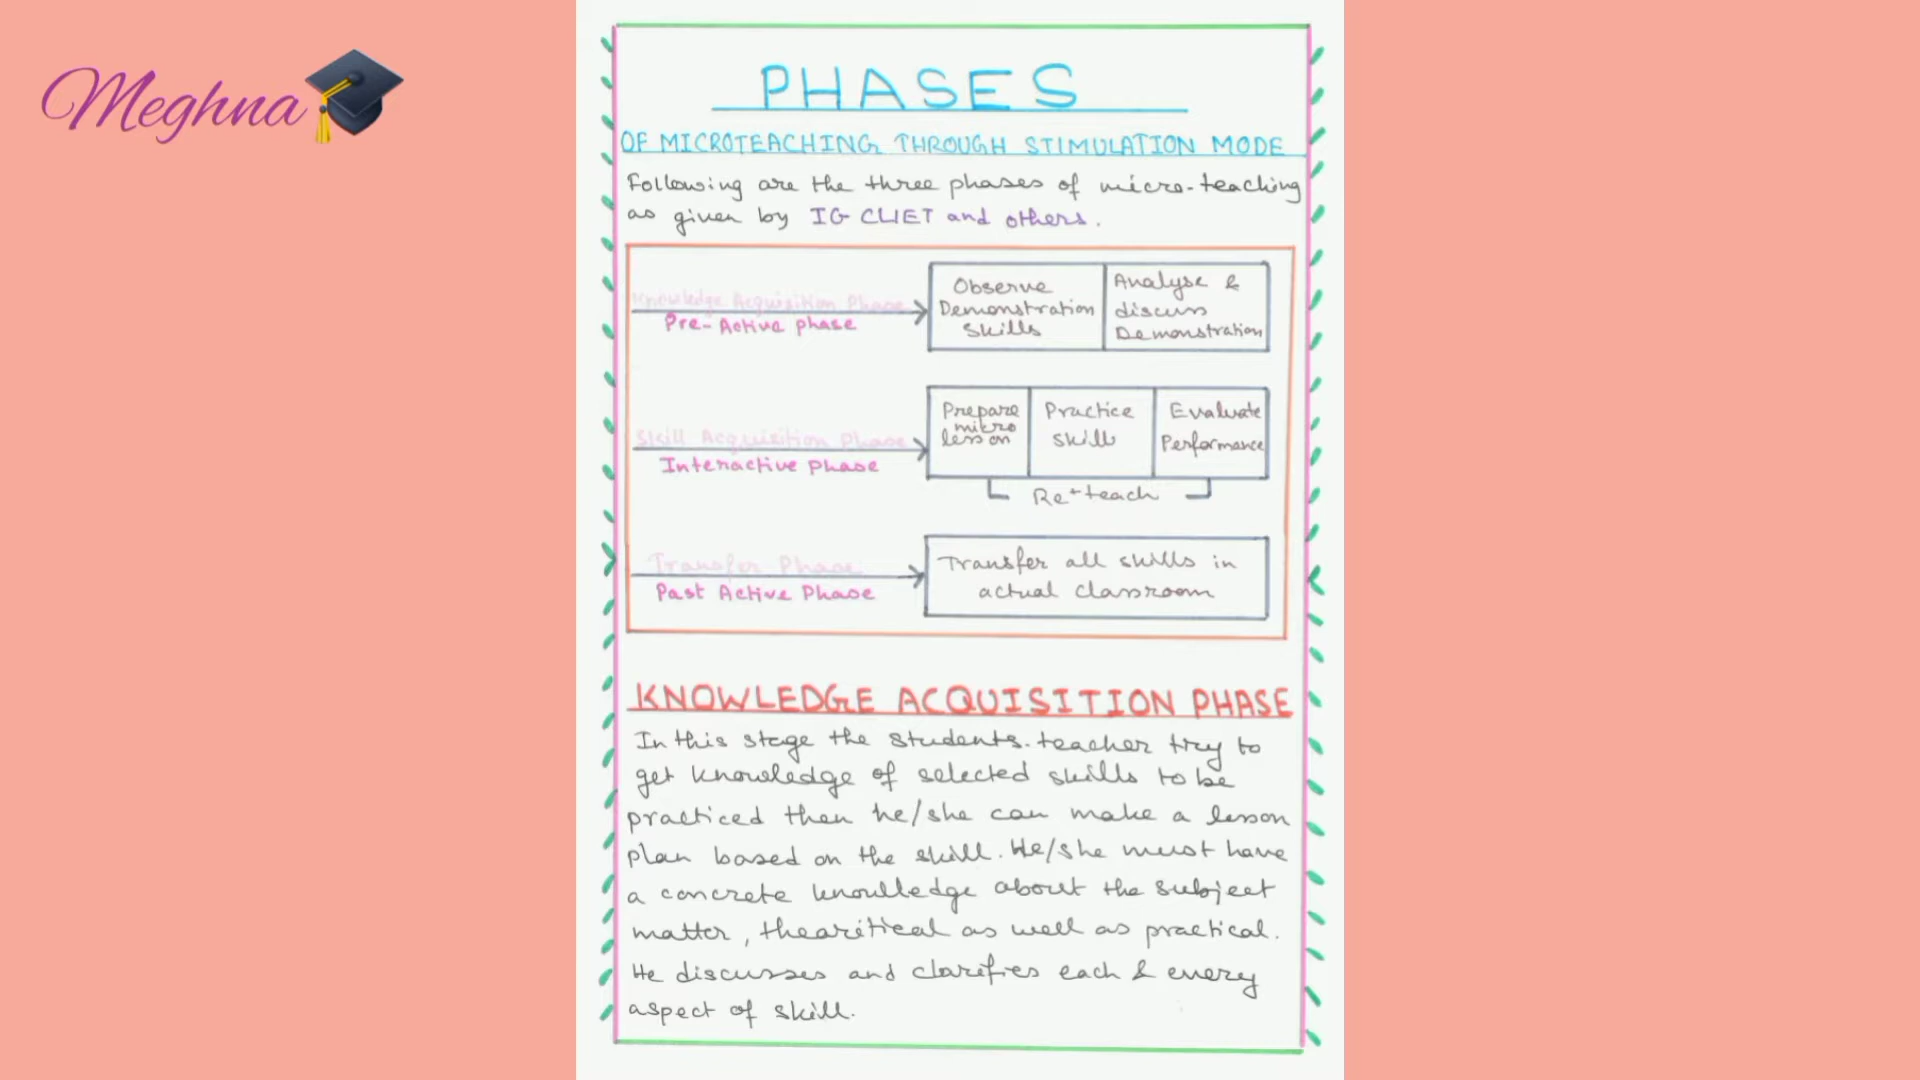 Meghna
PHASES
OF MICROTEACHING THROUGH STIMULATION MODE
Following are the three phases of micro-teaching
as given by IG CLIET and others.
Knowledge Acquisition Phase
Pre-Active phase
Observe
Demonstration
Skills
Analyse &
discuss
Demonstration
Skill Acquisition Phase
Interactive phase
Prepare
micro
lesson
Practice
skill
Evaluate
Performance
Re-teach
Transfer Phase
Past Active Phase
Transfer all skills in
actual classroom
KNOWLEDGE ACQUISITION PHASE
In this stage the students-teacher try to
get knowledge of selected skills to be
practiced then he/she can make a lesson
plan based on the skill. He/she must have
a concrete knowlledge about the subject
matter, thearitical as well as practical.
He discusses and clarifies each & every
aspect of skill.